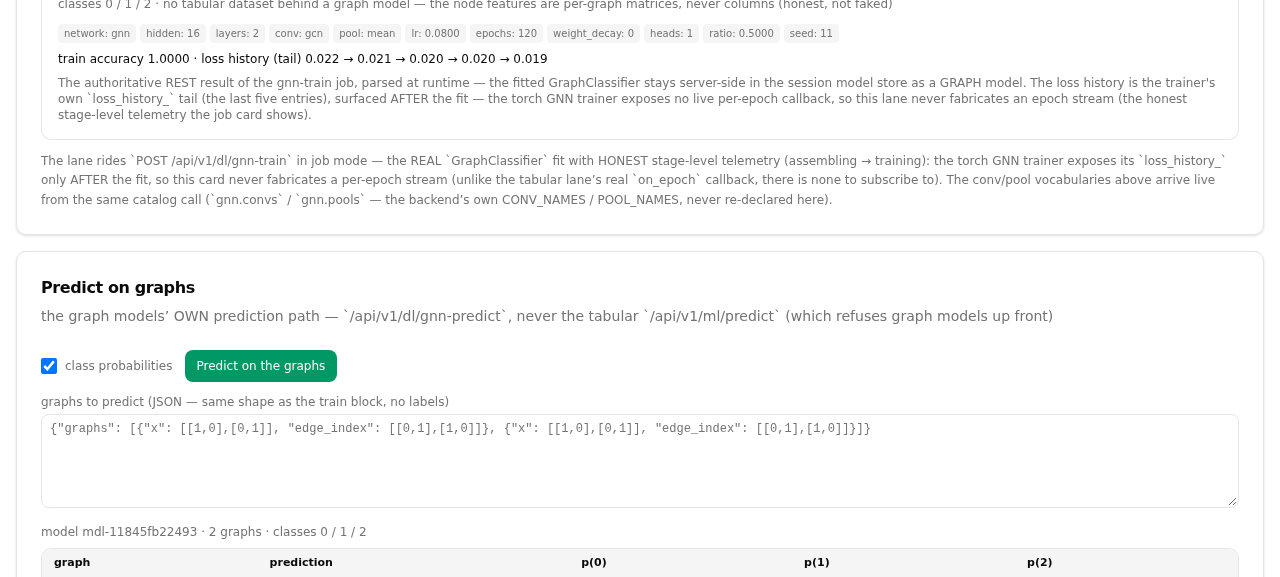 classes 0 / 1 / 2 · no tabular dataset behind a graph model — the node features are per-graph matrices, never columns (honest, not faked)
network: gnn hidden: 16 layers: 2 conv: gcn pool: mean lr: 0.0800 epochs: 120 weight_decay: 0 heads: 1 ratio: 0.5000 seed: 11
train accuracy 1.0000 · loss history (tail) 0.022 → 0.021 → 0.020 → 0.020 → 0.019
The authoritative REST result of the gnn-train job, parsed at runtime — the fitted GraphClassifier stays server-side in the session model store as a GRAPH model. The loss history is the trainer's
own `loss_history_` tail (the last five entries), surfaced AFTER the fit — the torch GNN trainer exposes no live per-epoch callback, so this lane never fabricates an epoch stream (the honest
stage-level telemetry the job card shows).
The lane rides `POST /api/v1/dl/gnn-train` in job mode — the REAL `GraphClassifier` fit with HONEST stage-level telemetry (assembling → training): the torch GNN trainer exposes its `loss_history_`
only AFTER the fit, so this card never fabricates a per-epoch stream (unlike the tabular lane’s real `on_epoch` callback, there is none to subscribe to). The conv/pool vocabularies above arrive live
from the same catalog call (`gnn.convs` / `gnn.pools` — the backend’s own CONV_NAMES / POOL_NAMES, never re-declared here).
Predict on graphs
the graph models’ OWN prediction path — `/api/v1/dl/gnn-predict`, never the tabular `/api/v1/ml/predict` (which refuses graph models up front)
class probabilities Predict on the graphs
graphs to predict (JSON — same shape as the train block, no labels)
{"graphs": [{"x": [[1,0],[0,1]], "edge_index": [[0,1],[1,0]]}, {"x": [[1,0],[0,1]], "edge_index": [[0,1],[1,0]]}]}
model mdl-11845fb22493 · 2 graphs · classes 0 / 1 / 2
graph prediction p(0) p(1) p(2)